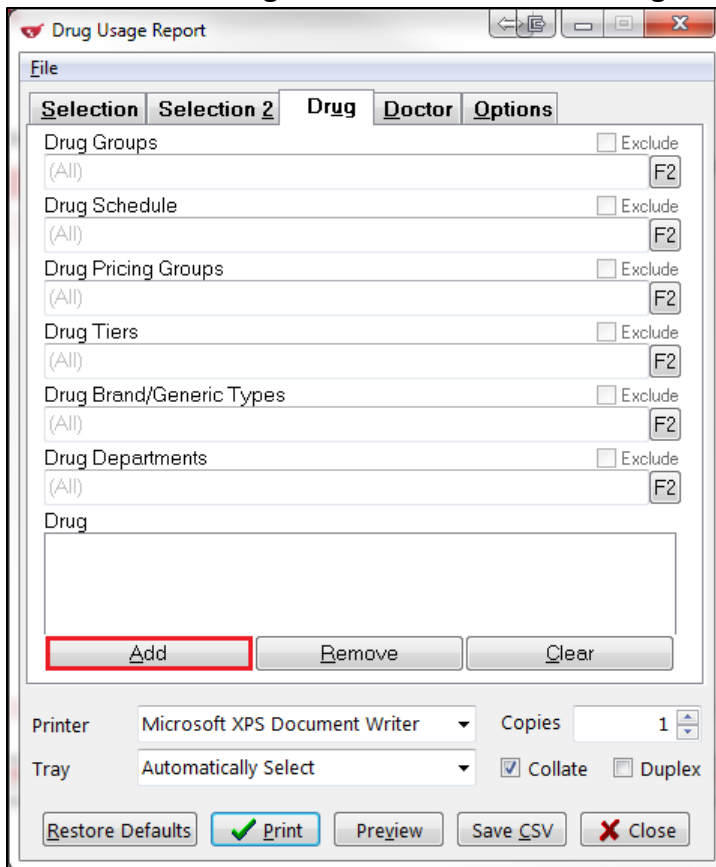 Drug Usage Report
File
Selection Selection 2 Drug Doctor Options
Drug Groups Exclude
(All) F2
Drug Schedule Exclude
(All) F2
Drug Pricing Groups Exclude
(All) F2
Drug Tiers Exclude
(All) F2
Drug Brand/Generic Types Exclude
(All) F2
Drug Departments Exclude
(All) F2
Drug
Add Remove Clear
Printer Microsoft XPS Document Writer Copies 1
Tray Automatically Select Collate Duplex
Restore Defaults Print Preview Save CSV Close